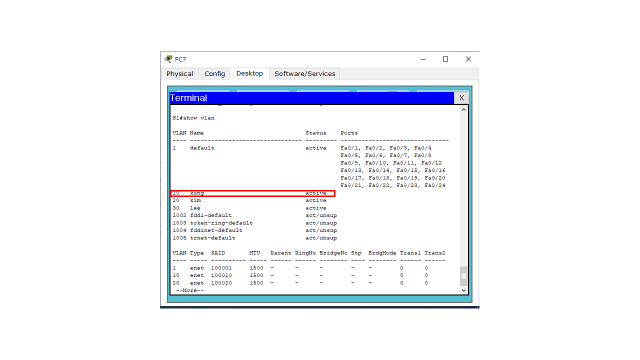 PC7
Physical Config Desktop Software/Services
Terminal X
S1#show vlan
VLAN Name Status Ports
---- -------------------------------- --------- -------------------------------
1 default active Fa0/1, Fa0/2, Fa0/3, Fa0/4
Fa0/5, Fa0/6, Fa0/7, Fa0/8
Fa0/9, Fa0/10, Fa0/11, Fa0/12
Fa0/13, Fa0/14, Fa0/15, Fa0/16
Fa0/17, Fa0/18, Fa0/19, Fa0/20
Fa0/21, Fa0/22, Fa0/23, Fa0/24
10 active
20 kim active
30 lee active
1002 fddi-default act/unsup
1003 token-ring-default act/unsup
1004 fddinet-default act/unsup
1005 trnet-default act/unsup
VLAN Type SAID MTU Parent RingNo BridgeNo Stp BrdgMode Trans1 Trans2
---- ----- ---------- ----- ------ ------ -------- ---- -------- ------ ------
1 enet 100001 1500 - - - - - 0 0
10 enet 100010 1500 - - - - - 0 0
20 enet 100020 1500 - - - - - 0 0
--More--